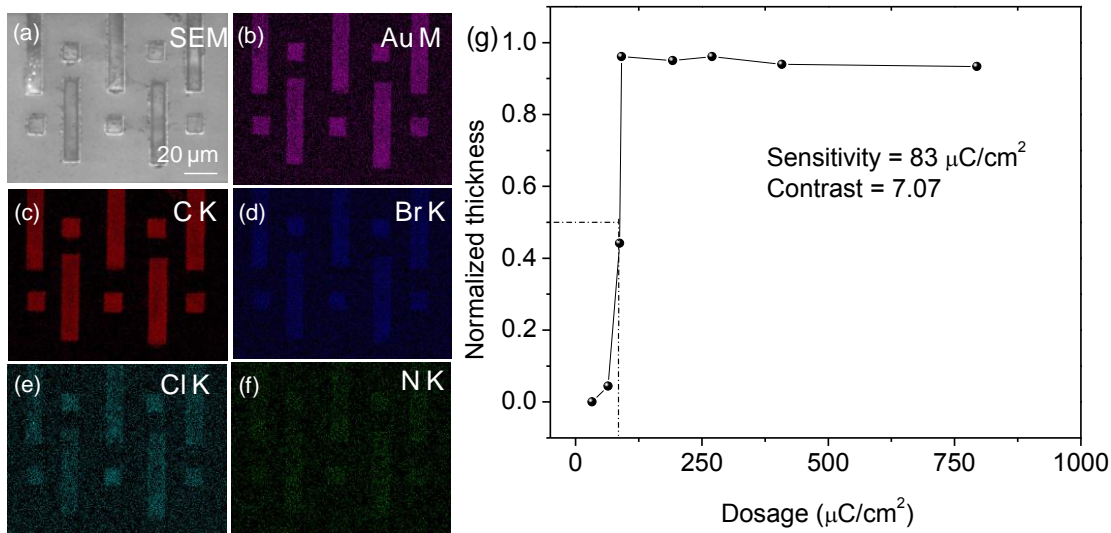 (a) SEM
20 μm
(b) Au M
(c) C K
(d) Br K
(e) Cl K
(f) N K
(g)
Normalized thickness
1.0
0.8
0.6
0.4
0.2
0.0
Sensitivity = 83 μC/cm²
Contrast = 7.07
0 250 500 750 1000
Dosage (μC/cm²)